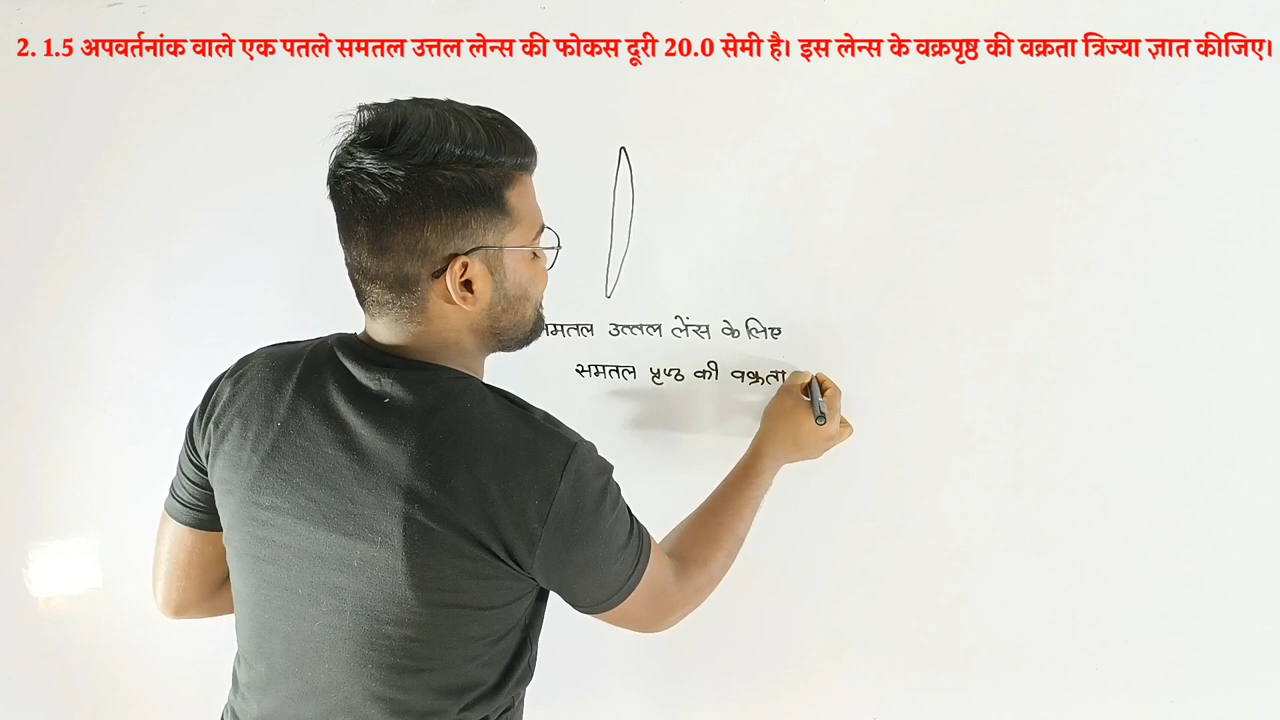 2. 1.5 अपवर्तनांक वाले एक पतले समतल उत्तल लेन्स की फोकस दूरी 20.0 सेमी है। इस लेन्स के वक्रपृष्ठ की वक्रता त्रिज्या ज्ञात कीजिए।
उत्तल लेंस के लिए
समतल पृष्ठ की वक्रता